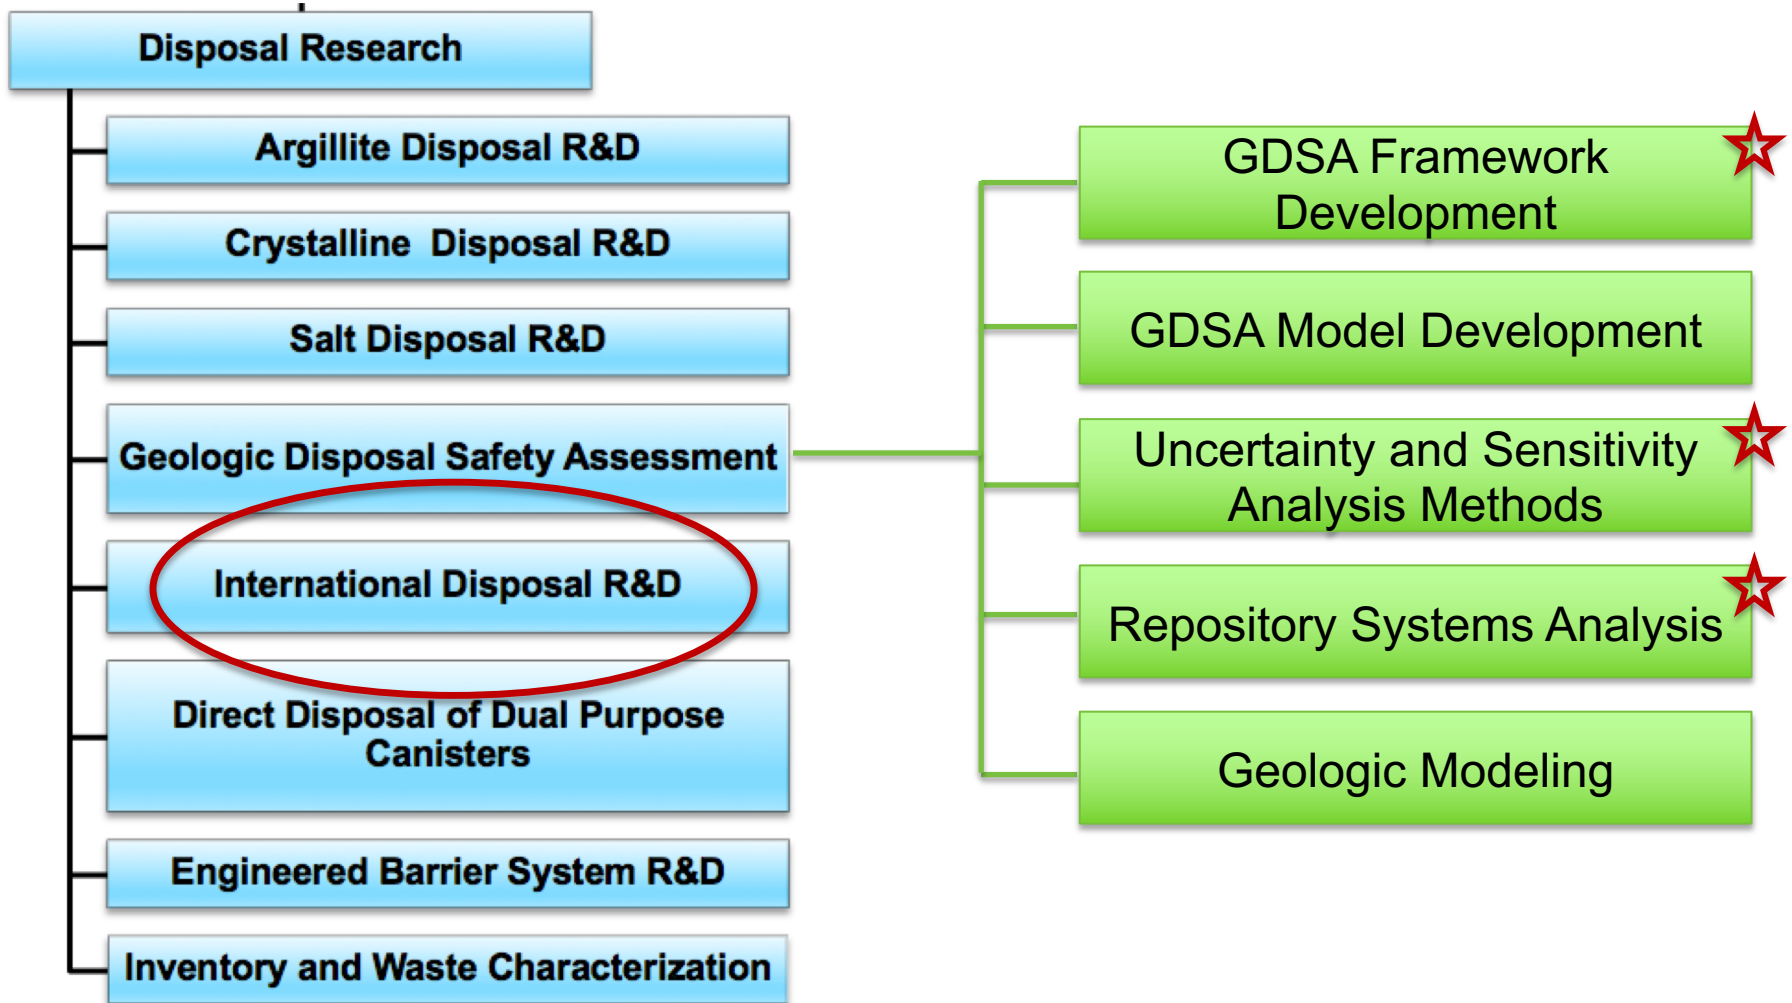 Disposal Research
Argillite Disposal R&D
Crystalline Disposal R&D
Salt Disposal R&D
Geologic Disposal Safety Assessment
International Disposal R&D
Direct Disposal of Dual Purpose
Canisters
Engineered Barrier System R&D
Inventory and Waste Characterization
GDSA Framework
Development
GDSA Model Development
Uncertainty and Sensitivity
Analysis Methods
Repository Systems Analysis
Geologic Modeling